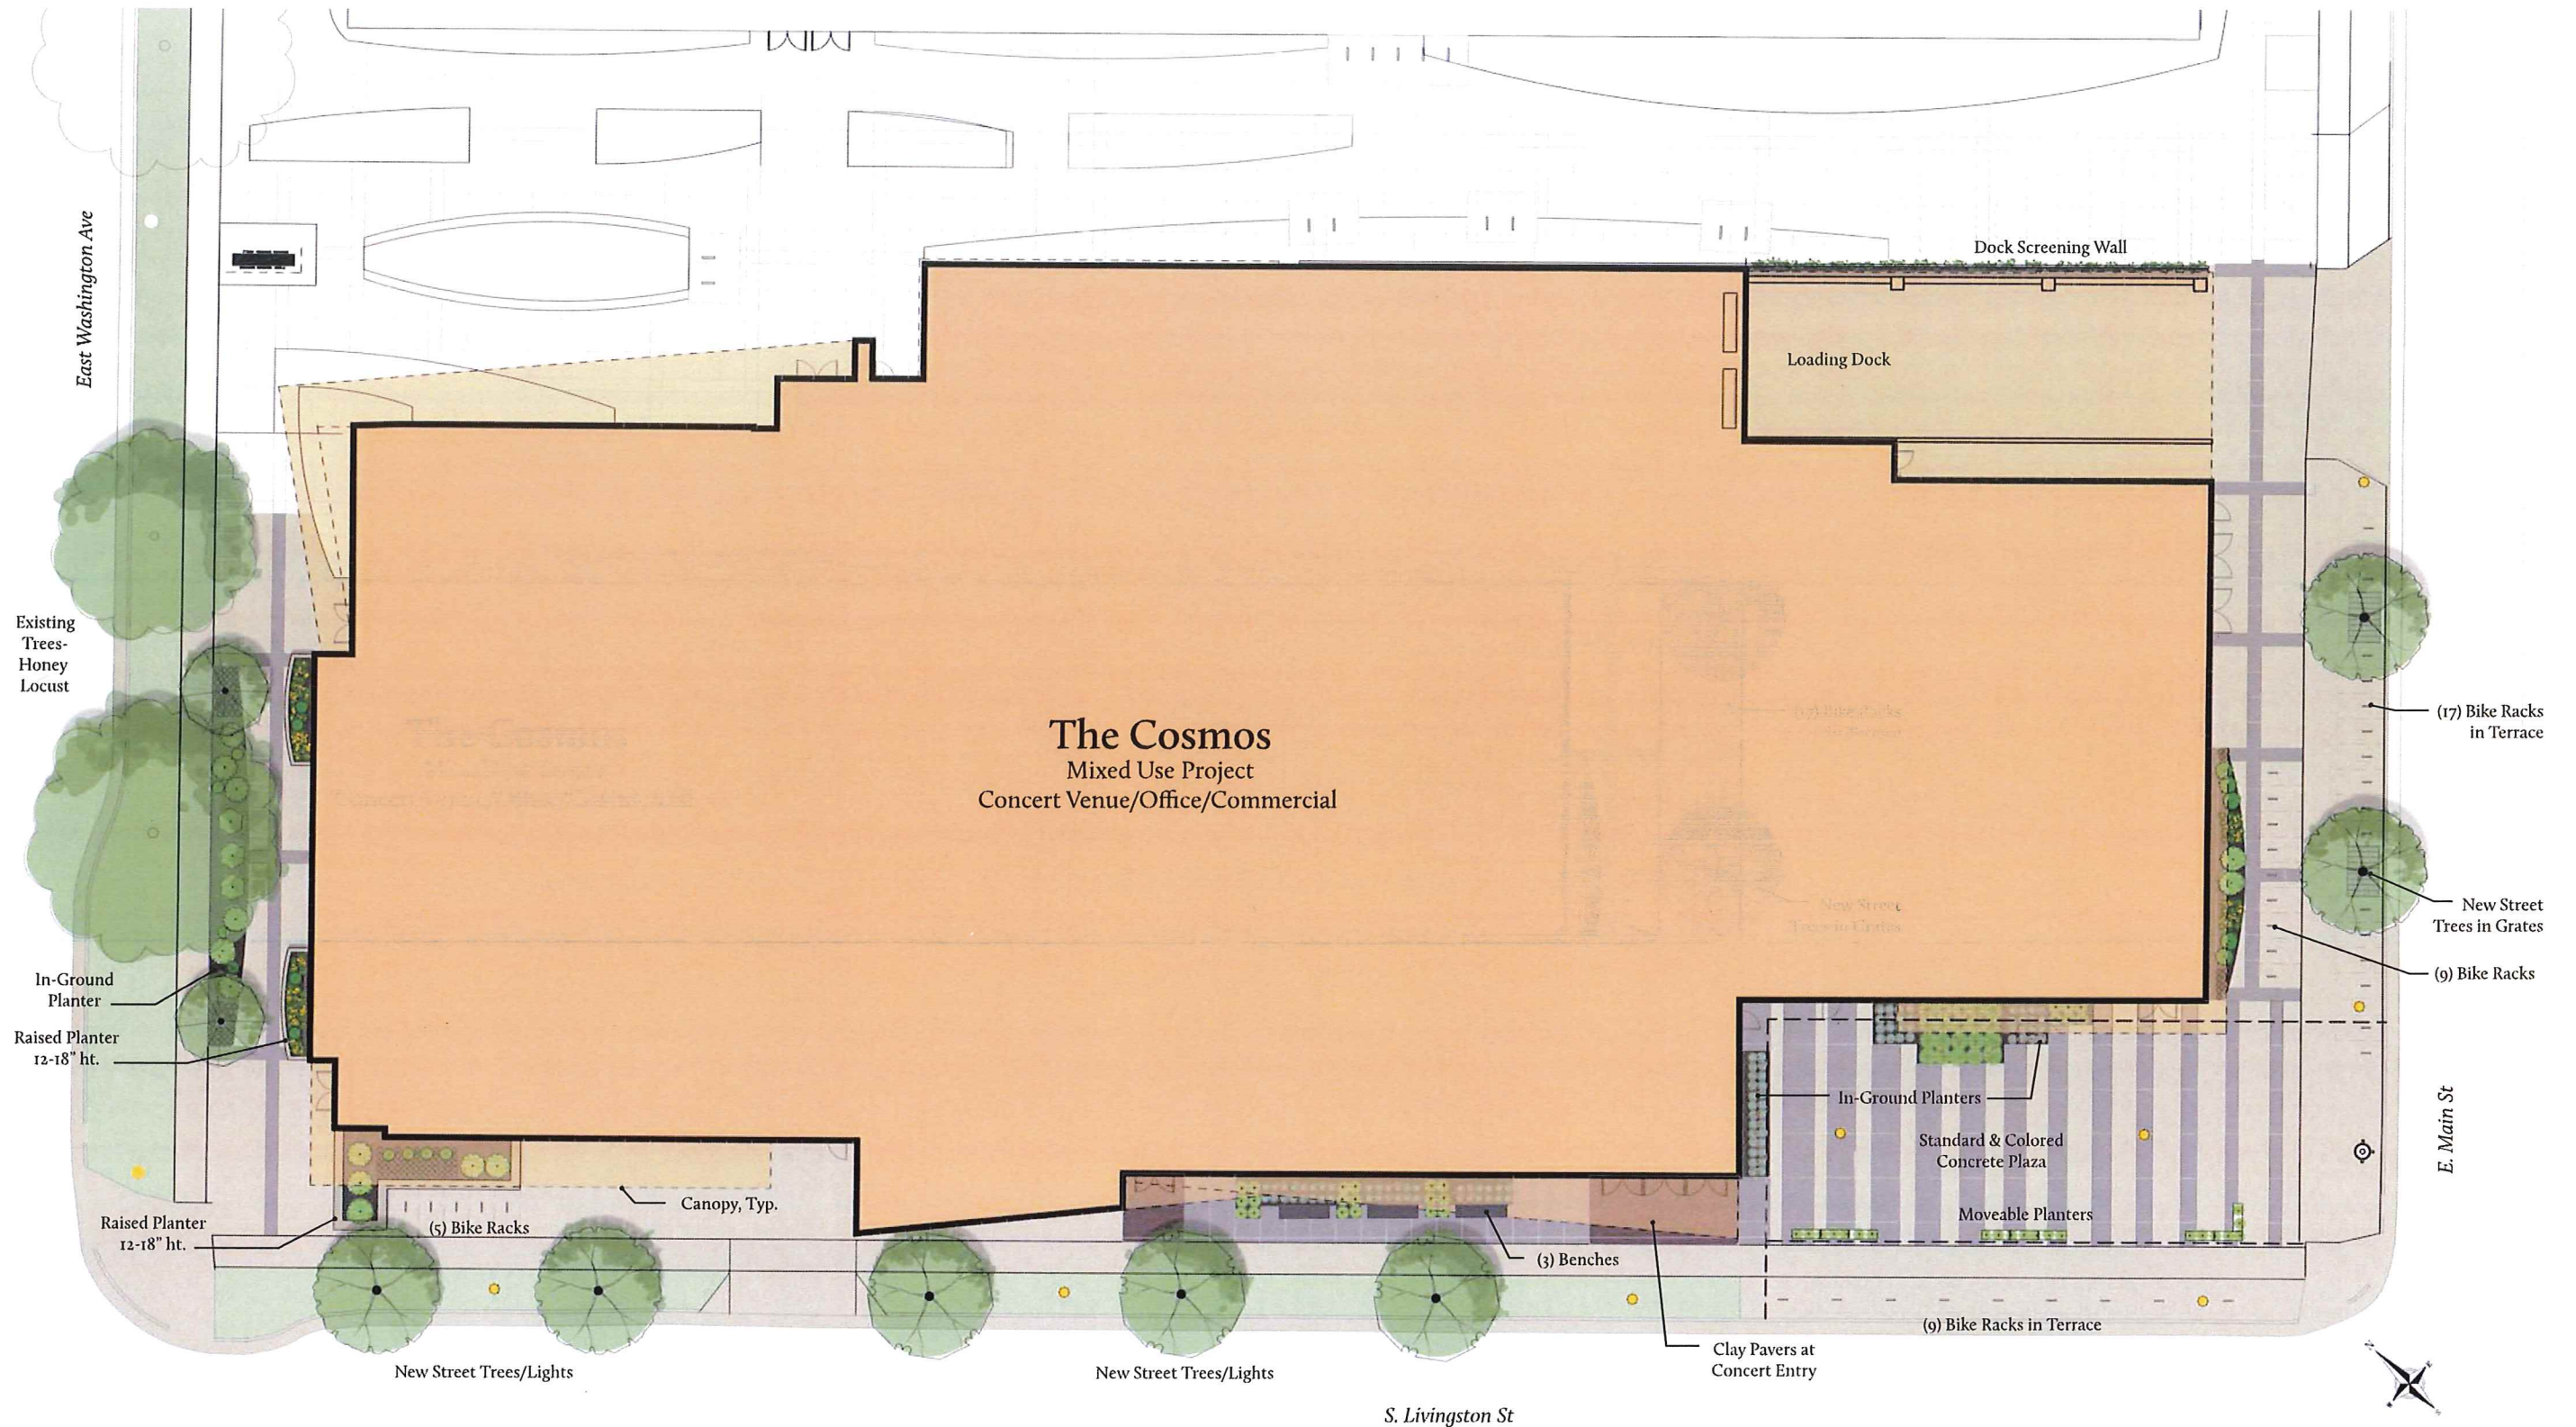 East Washington Ave
Dock Screening Wall
Loading Dock
Existing
Trees-
Honey
Locust
The Cosmos
Mixed Use Project
Concert Venue/Office/Commercial
(17) Bike Racks
in Terrace
New Street
Trees in Grates
(9) Bike Racks
In-Ground
Planter
Raised Planter
12-18" ht.
In-Ground Planters
Standard & Colored
Concrete Plaza
E. Main St
Moveable Planters
Raised Planter
12-18" ht.
(5) Bike Racks
Canopy, Typ.
(3) Benches
(9) Bike Racks in Terrace
Clay Pavers at
Concert Entry
New Street Trees/Lights
New Street Trees/Lights
S. Livingston St